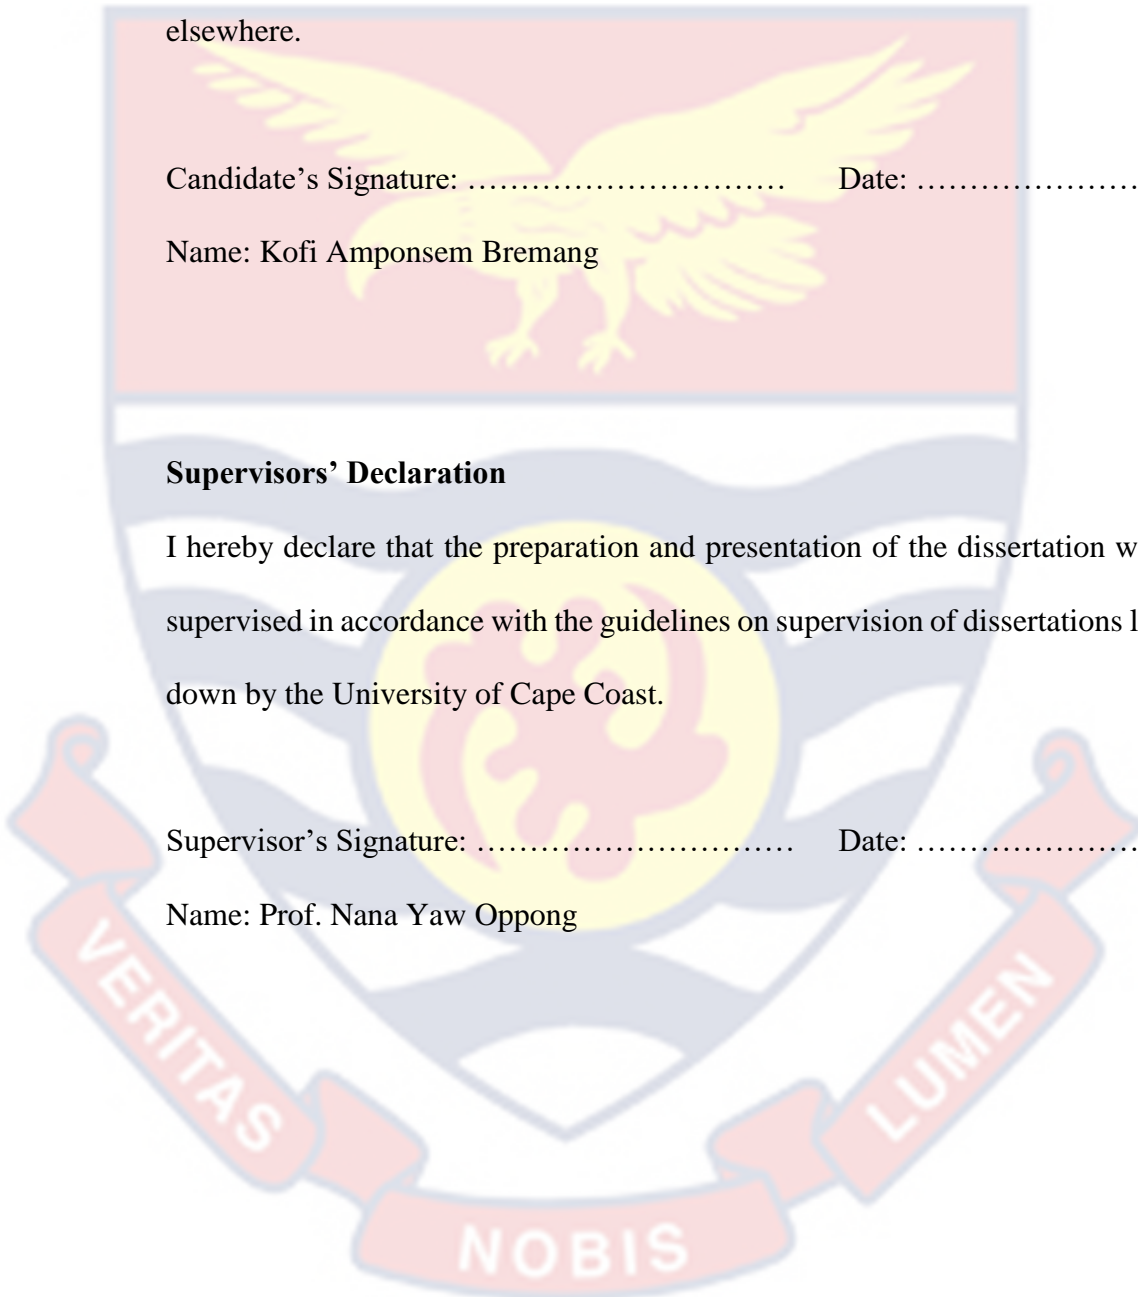 elsewhere.
Candidate’s Signature: ………………………… Date: …………………
Name: Kofi Amponsem Bremang
Supervisors’ Declaration
I hereby declare that the preparation and presentation of the dissertation w
supervised in accordance with the guidelines on supervision of dissertations l
down by the University of Cape Coast.
Supervisor’s Signature: ………………………… Date: …………………
Name: Prof. Nana Yaw Oppong
VERITAS
NOBIS
LUMEN